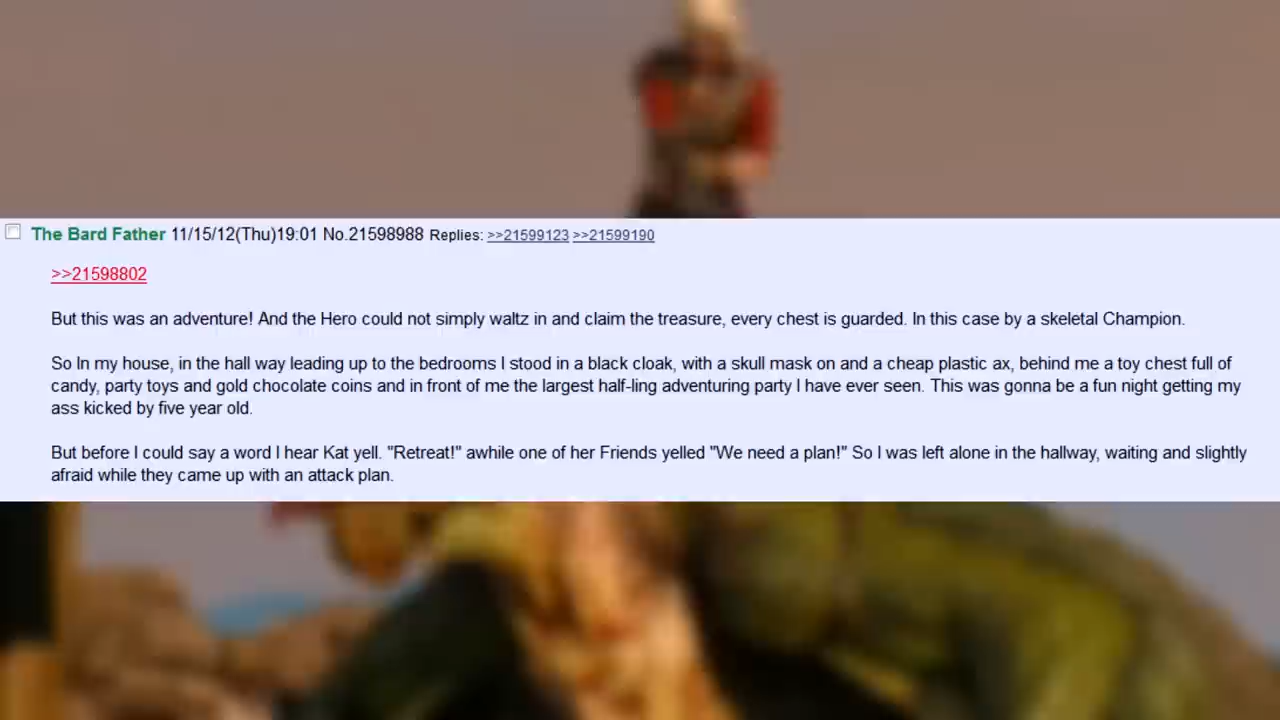 The Bard Father 11/15/12(Thu)19:01 No.21598988 Replies: >>21599123 >>21599190
>>21598802
But this was an adventure! And the Hero could not simply waltz in and claim the treasure, every chest is guarded. In this case by a skeletal Champion.
So In my house, in the hall way leading up to the bedrooms I stood in a black cloak, with a skull mask on and a cheap plastic ax, behind me a toy chest full of
candy, party toys and gold chocolate coins and in front of me the largest half-ling adventuring party I have ever seen. This was gonna be a fun night getting my
ass kicked by five year old.
But before I could say a word I hear Kat yell. "Retreat!" awhile one of her Friends yelled "We need a plan!" So I was left alone in the hallway, waiting and slightly
afraid while they came up with an attack plan.